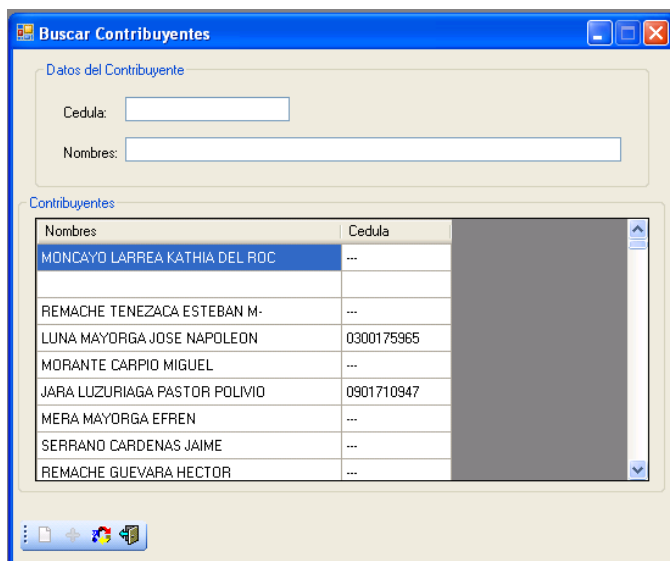 Buscar Contribuyentes
Datos del Contribuyente
Cedula:
Nombres:
Contribuyentes
Nombres Cedula
MONCAYO LARREA KATHIA DEL ROC ---
REMACHE TENEZACA ESTEBAN M- ---
LUNA MAYORGA JOSE NAPOLEON 0300175965
MORANTE CARPIO MIGUEL ---
JARA LUZURIAGA PASTOR POLIVIO 0901710947
MERA MAYORGA EFREN ---
SERRANO CARDENAS JAIME ---
REMACHE GUEVARA HECTOR ---